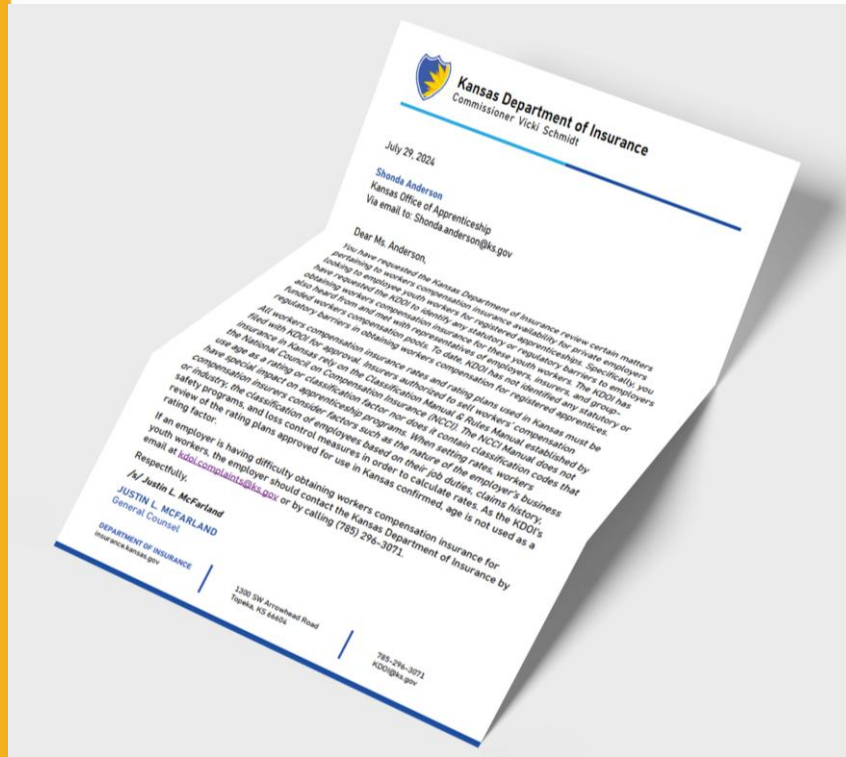 Kansas Department of Insurance
Commissioner Vicki Schmidt
July 29, 2024
Shonda Anderson
Kansas Office of Apprenticeship
Via email to: Shonda.anderson@ks.gov
Dear Ms. Anderson,
You have requested the Kansas Department of Insurance review certain matters
pertaining to workers compensation insurance availability for private employers
looking to employee youth workers for registered apprenticeships. Specifically, you
have requested the KDOI to identify any statutory or regulatory barriers to employers
obtaining workers compensation insurance for these youth workers. The KDOI has
also heard from and met with representatives of employers, insurers, and group-
funded workers compensation pools. To date, KDOI has not identified any statutory or
regulatory barriers in obtaining workers compensation for registered apprentices.
All workers compensation insurance rates and rating plans used in Kansas must be
filed with KDOI for approval. Insurers authorized to sell workers' compensation
insurance in Kansas rely on the Classification Manual & Rules Manual established by
the National Council on Compensation Insurance (NCCI). The NCCI Manual does not
use age as a rating or classification factor nor does it contain classification codes that
have special impact on apprenticeship programs. When setting rates, workers
compensation insurers consider factors such as the nature of the employer's business
or industry, the classification of employees based on their job duties, claims history,
safety programs, and loss control measures in order to calculate rates. As the KDOI's
review of the rating plans approved for use in Kansas confirmed, age is not used as a
rating factor.
If an employer is having difficulty obtaining workers compensation insurance for
youth workers, the employer should contact the Kansas Department of Insurance by
email at kdoi.complaints@ks.gov or by calling (785) 296-3071.
Respectfully,
/s/ Justin L. McFarland
JUSTIN L. MCFARLAND
General Counsel
DEPARTMENT OF INSURANCE
insurance.kansas.gov
1300 SW Arrowhead Road
Topeka, KS 66604
785-296-3071
KDOI@ks.gov